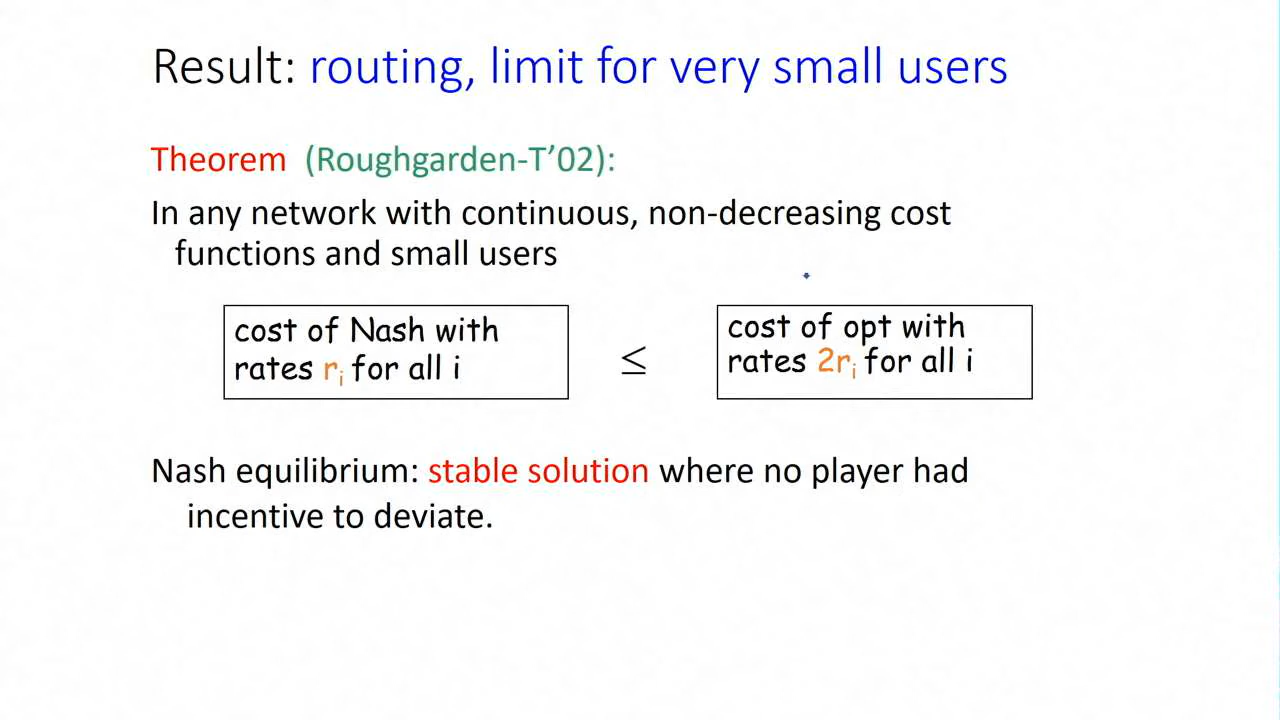 Result: routing, limit for very small users
Theorem (Roughgarden-T’02):
In any network with continuous, non-decreasing cost
functions and small users
cost of Nash with
rates rᵢ for all i
≤
cost of opt with
rates 2rᵢ for all i
Nash equilibrium: stable solution where no player had
incentive to deviate.